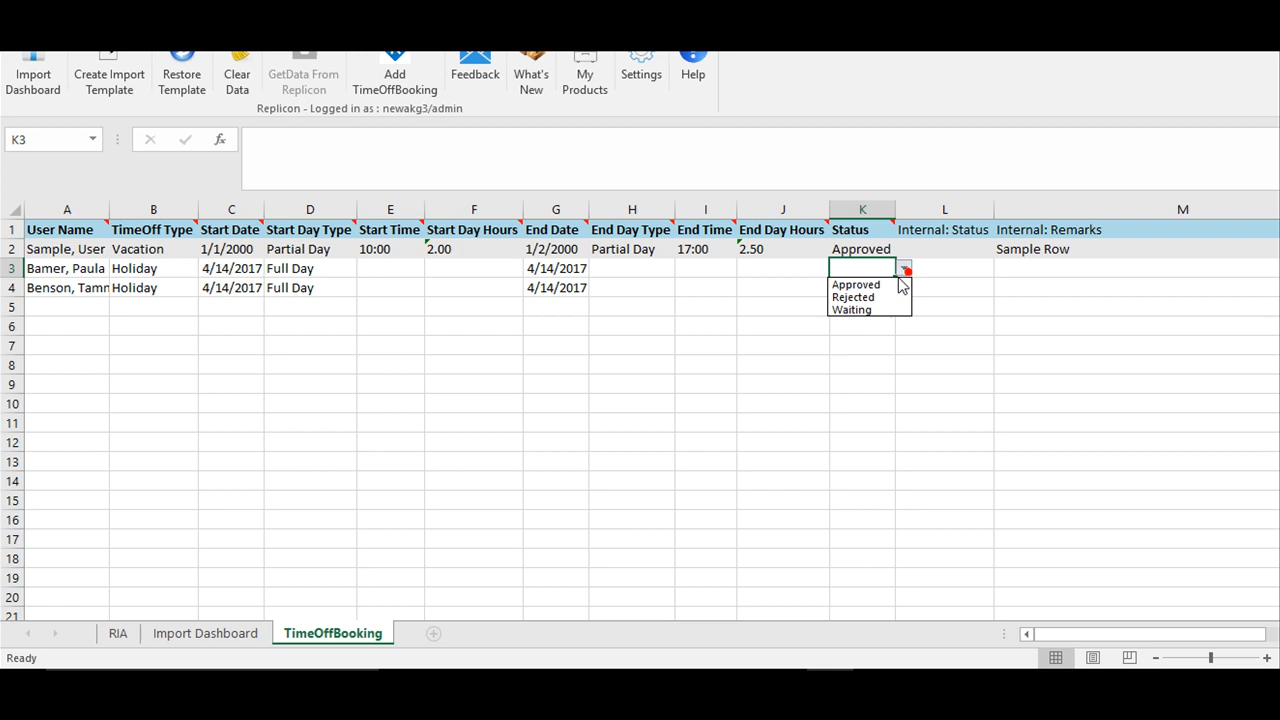 Import Dashboard
Create Import Template
Restore Template
Clear Data
GetData From Replicon
Add TimeOffBooking
Feedback
What's New
My Products
Settings
Help
Replicon - Logged in as : newakg3/admin
K3 fx
A B C D E F G H I J K L M
1 User Name TimeOff Type Start Date Start Day Type Start Time Start Day Hours End Date End Day Type End Time End Day Hours Status Internal: Status Internal: Remarks
2 Sample, User Vacation 1/1/2000 Partial Day 10:00 2.00 1/2/2000 Partial Day 17:00 2.50 Approved Sample Row
3 Bamer, Paula Holiday 4/14/2017 Full Day 4/14/2017
4 Benson, Tamm Holiday 4/14/2017 Full Day 4/14/2017
Approved
Rejected
Waiting
5
6
7
8
9
10
11
12
13
14
15
16
17
18
19
20
21
RIA Import Dashboard TimeOffBooking
Ready